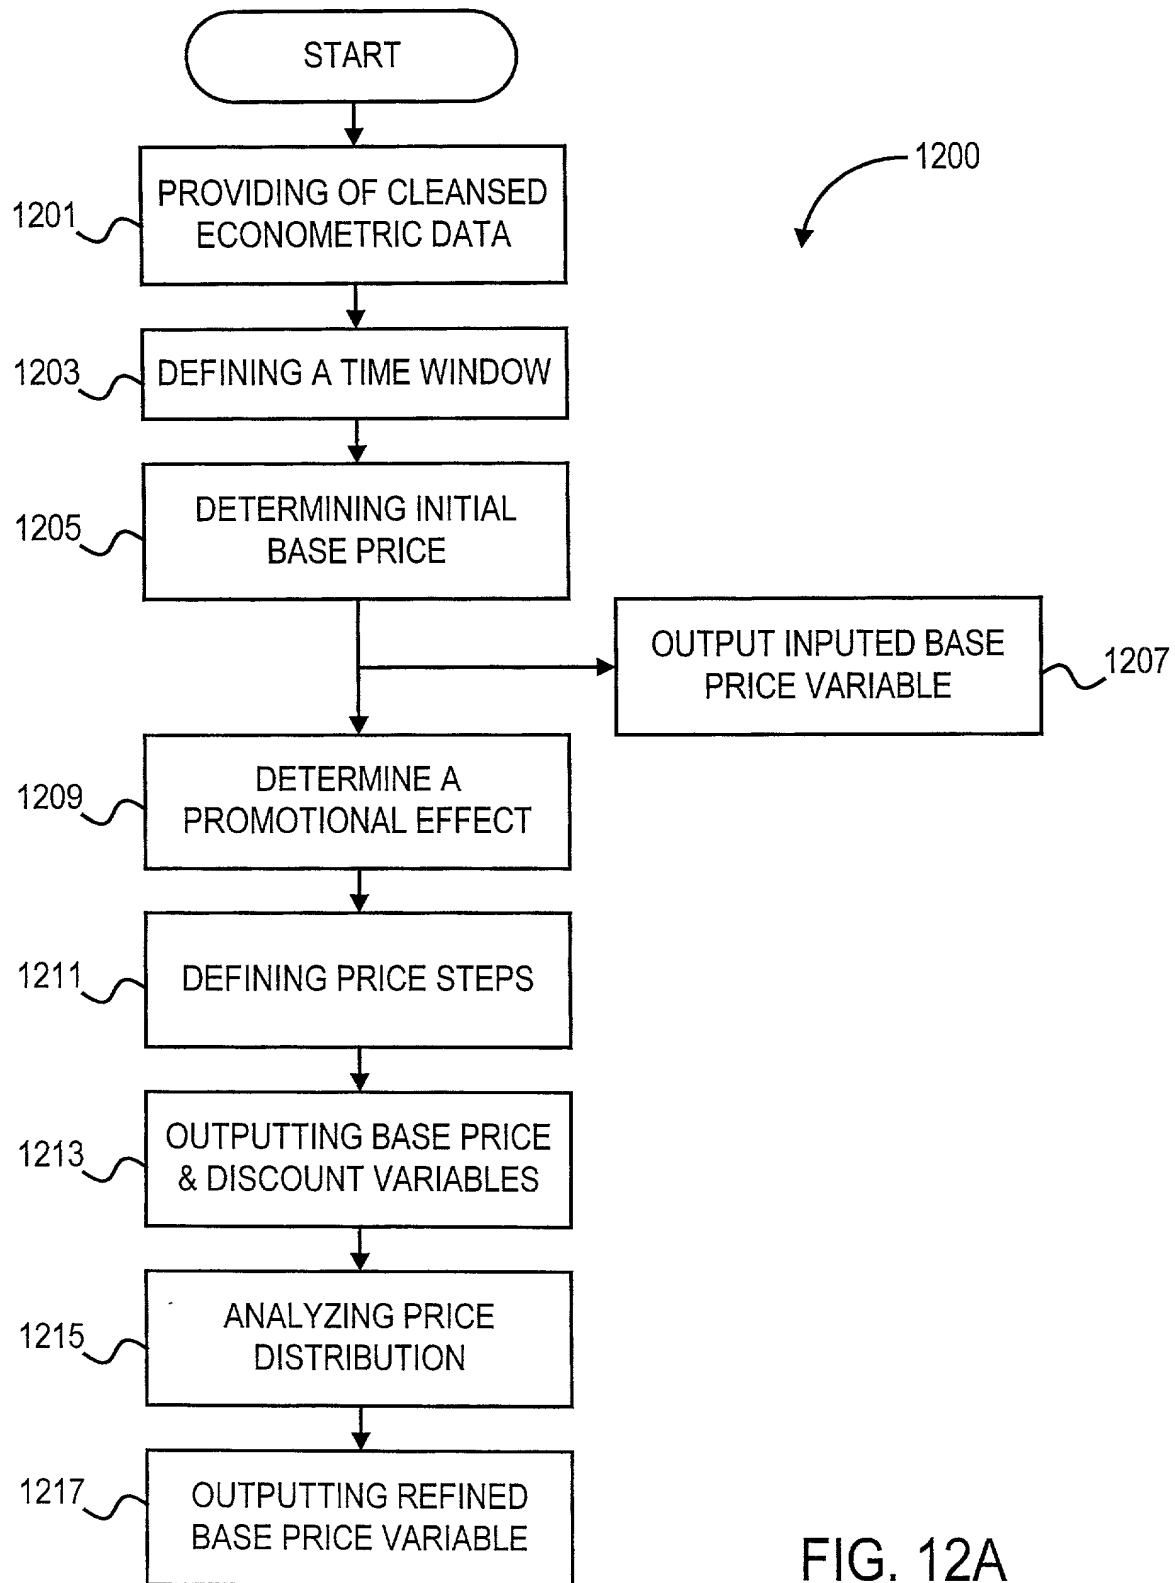 START
1200
PROVIDING OF CLEANSED
ECONOMETRIC DATA
1201
DEFINING A TIME WINDOW
1203
DETERMINING INITIAL
BASE PRICE
1205
OUTPUT INPUTED BASE
PRICE VARIABLE
1207
DETERMINE A
PROMOTIONAL EFFECT
1209
DEFINING PRICE STEPS
1211
OUTPUTTING BASE PRICE
& DISCOUNT VARIABLES
1213
ANALYZING PRICE
DISTRIBUTION
1215
OUTPUTTING REFINED
BASE PRICE VARIABLE
1217
FIG. 12A